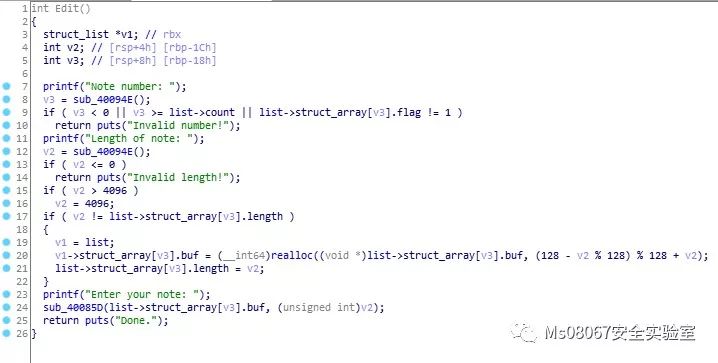 1 int Edit()
2 {
3 struct_list *v1; // rbx
4 int v2; // [rsp+4h] [rbp-1Ch]
5 int v3; // [rsp+8h] [rbp-18h]
6
7 printf("Note number: ");
8 v3 = sub_40094E();
9 if ( v3 < 0 || v3 >= list->count || list->struct_array[v3].flag != 1 )
10 return puts("Invalid number!");
11 printf("Length of note: ");
12 v2 = sub_40094E();
13 if ( v2 <= 0 )
14 return puts("Invalid length!");
15 if ( v2 > 4096 )
16 v2 = 4096;
17 if ( v2 != list->struct_array[v3].length )
18 {
19 v1 = list;
20 v1->struct_array[v3].buf = (__int64)realloc((void *)list->struct_array[v3].buf, (128 - v2 % 128) % 128 + v2);
21 list->struct_array[v3].length = v2;
22 }
23 printf("Enter your note: ");
24 sub_40085D(list->struct_array[v3].buf, (unsigned int)v2);
25 return puts("Done.");
26 }
Ms08067安全实验室